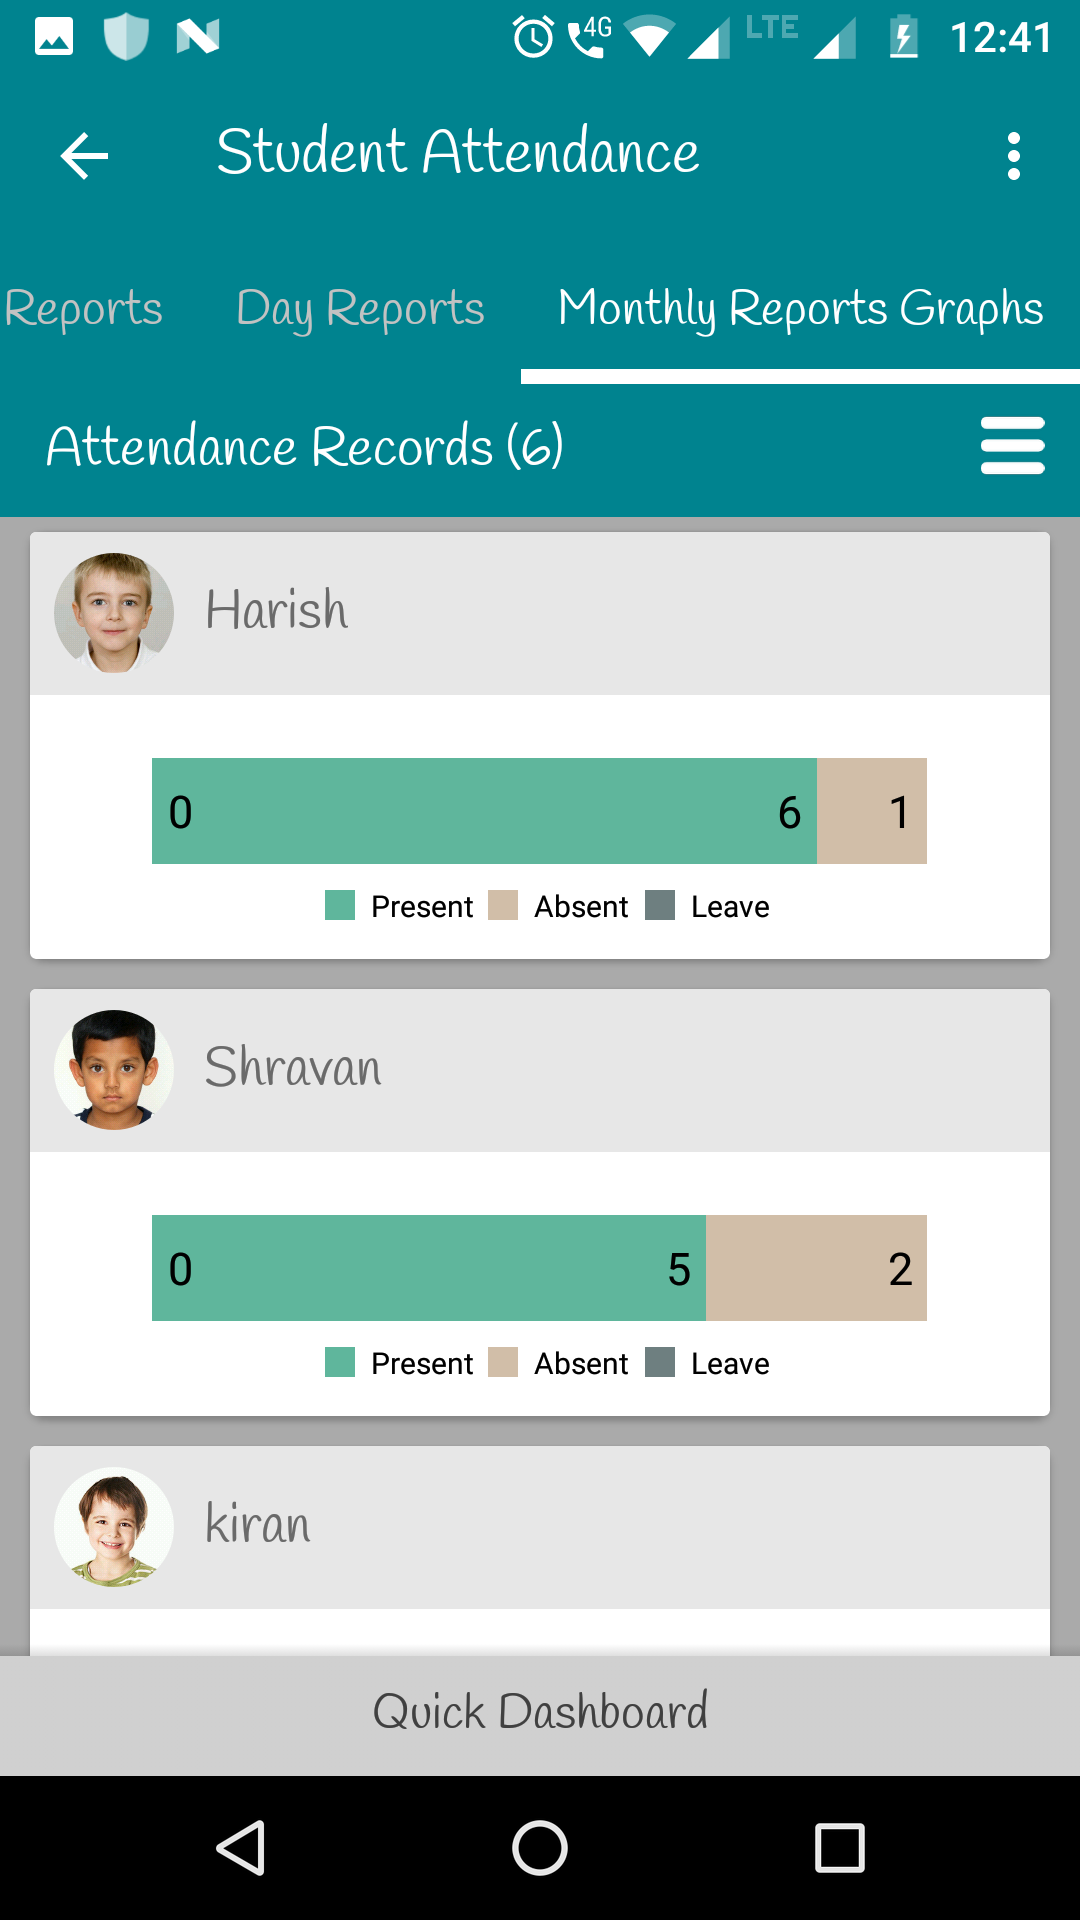 4G LTE 12:41
Student Attendance
Reports Day Reports Monthly Reports Graphs
Attendance Records (6)
Harish
0 6 1
Present Absent Leave
Shravan
0 5 2
Present Absent Leave
kiran
Quick Dashboard